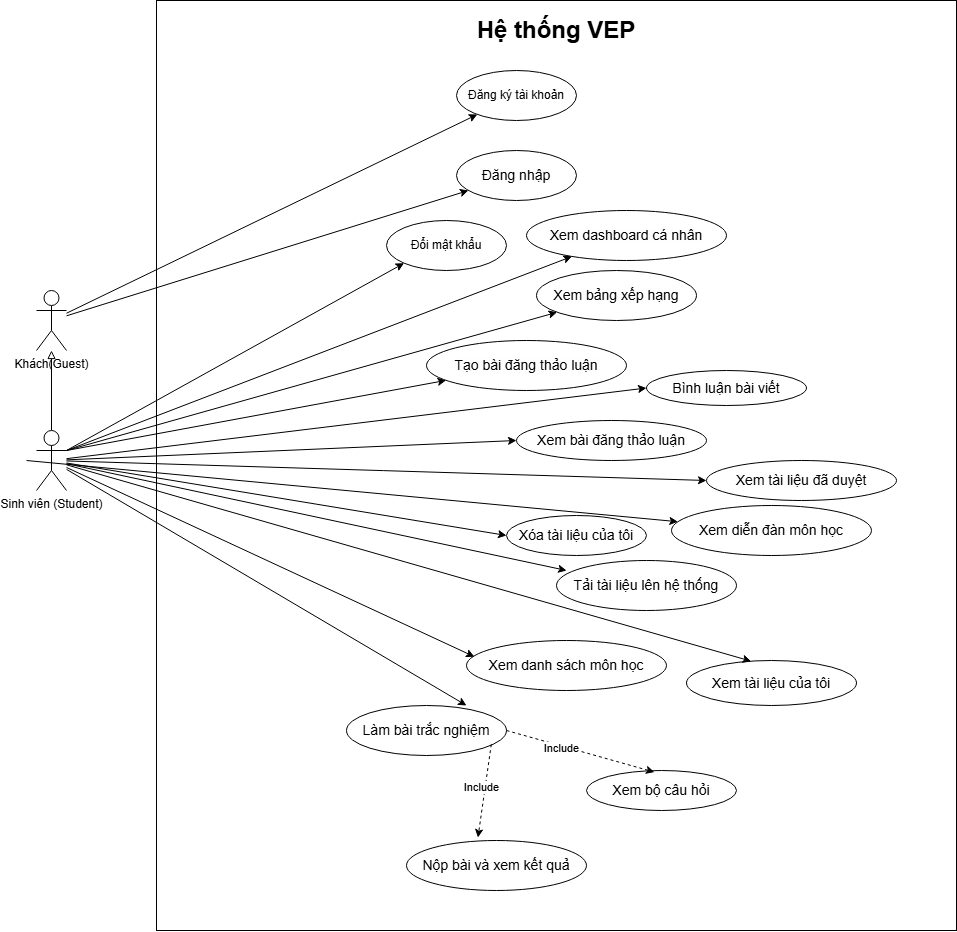 Hệ thống VEP
Đăng ký tài khoản
Đăng nhập
Đổi mật khẩu
Xem dashboard cá nhân
Xem bảng xếp hạng
Khách(Guest)
Tạo bài đăng thảo luận
Bình luận bài viết
Xem bài đăng thảo luận
Xem tài liệu đã duyệt
Sinh viên (Student)
Xem diễn đàn môn học
Xóa tài liệu của tôi
Tải tài liệu lên hệ thống
Xem danh sách môn học
Xem tài liệu của tôi
Làm bài trắc nghiệm
Include
Include
Xem bộ câu hỏi
Nộp bài và xem kết quả